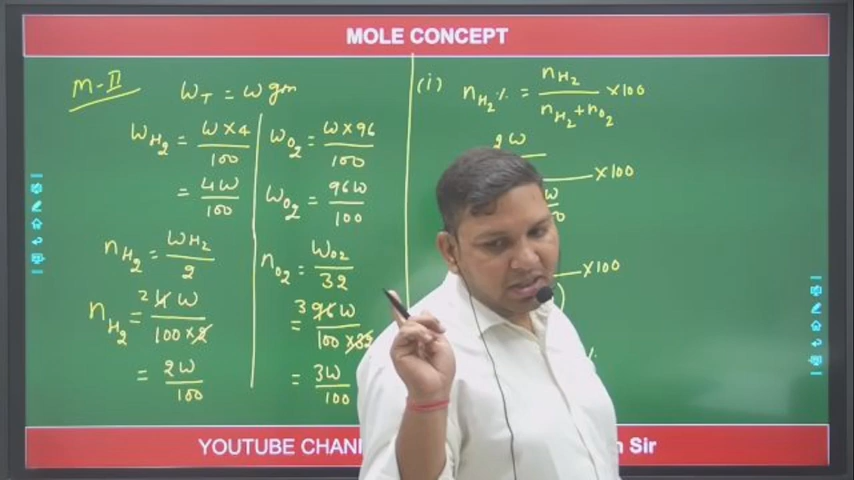 MOLE CONCEPT
M-II
W_T = W gm
W_H2 = W×4/100
= 4W/100
n_H2 = W_H2/2
n_H2 = 2 4 W/100×2
= 2W/100
W_O2 = W×96/100
W_O2 = 96W/100
n_O2 = W_O2/32
= 3 96W/100×32
= 3W/100
(i) n_H2 % = n_H2/n_H2+n_O2 ×100
2W
×100
×100
%
YOUTUBE CHAN
Sir